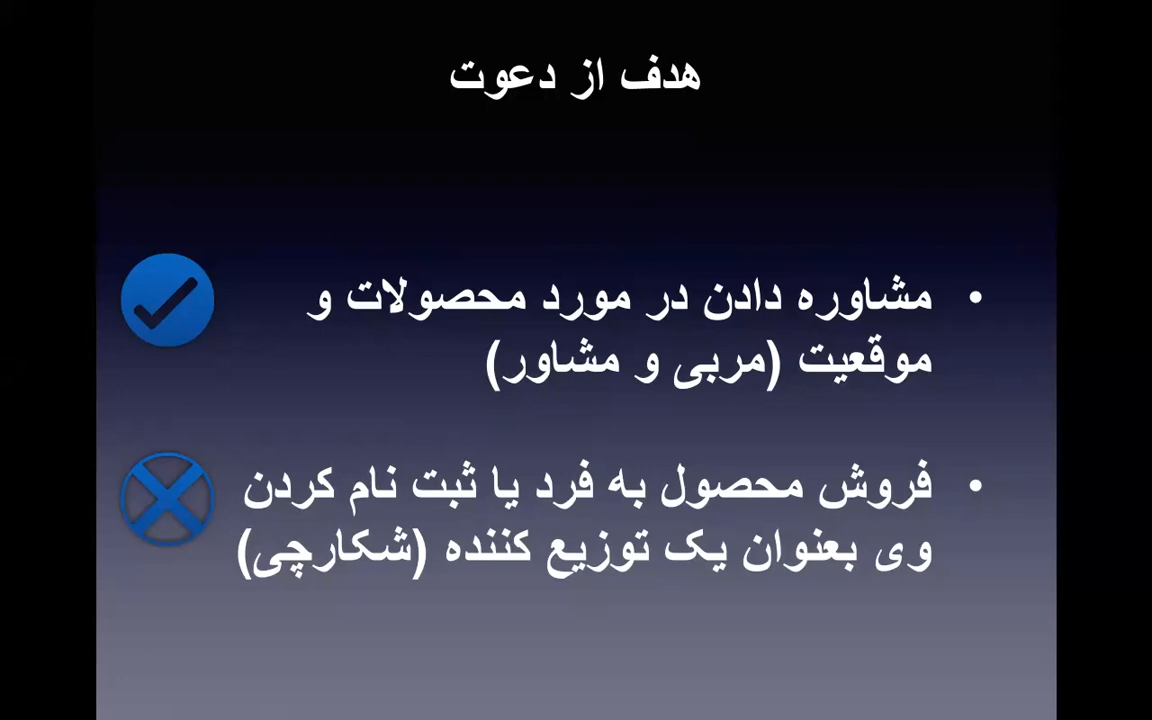 هدف از دعوت
• مشاوره دادن در مورد محصولات و
موقعیت (مربی و مشاور)
• فروش محصول به فرد یا ثبت نام کردن
وی بعنوان یک توزیع کننده (شکارچی)